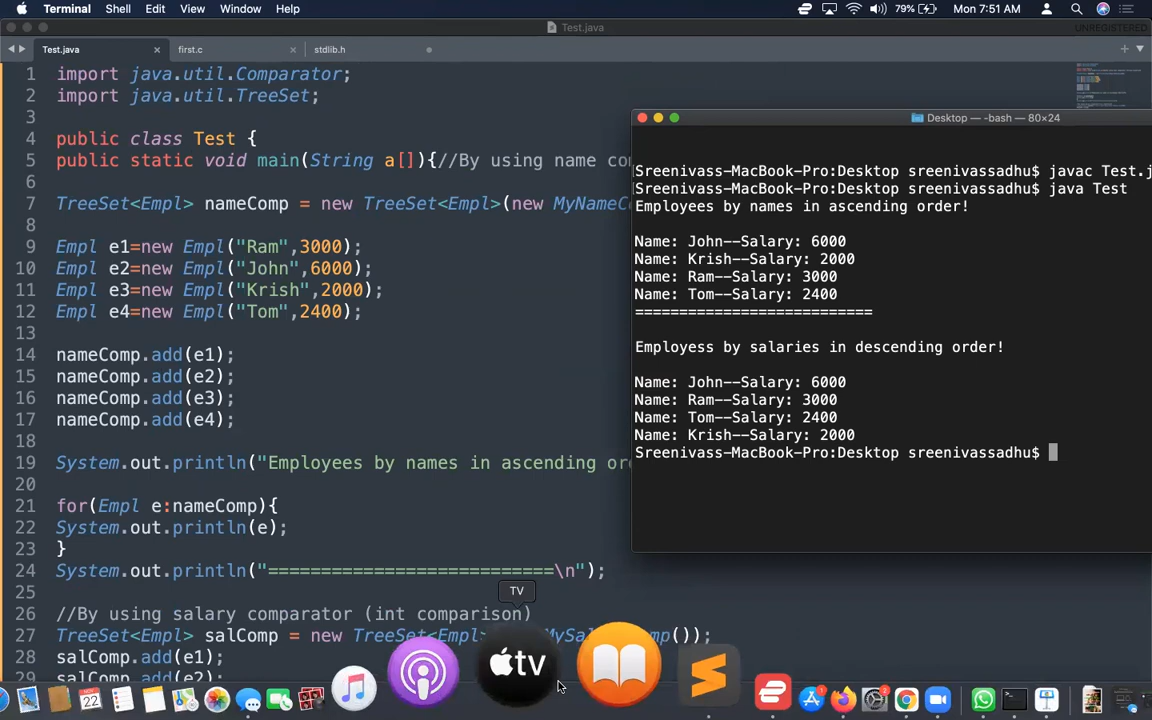 Terminal Shell Edit View Window Help 79% Mon 7:51 AM
Test.java UNREGISTERED
Test.java first.c stdlib.h
1 import java.util.Comparator;
2 import java.util.TreeSet;
3
4 public class Test {
5 public static void main(String a[]){//By using name co
6
7 TreeSet<Empl> nameComp = new TreeSet<Empl>(new MyNameC
9 Empl e1=new Empl("Ram",3000);
10 Empl e2=new Empl("John",6000);
11 Empl e3=new Empl("Krish",2000);
12 Empl e4=new Empl("Tom",2400);
13
14 nameComp.add(e1);
15 nameComp.add(e2);
16 nameComp.add(e3);
17 nameComp.add(e4);
18
19 System.out.println("Employees by names in ascending or
20
21 for(Empl e:nameComp){
22 System.out.println(e);
23 }
24 System.out.println("===========================\n");
25
26 //By using salary comparator (int comparison)
27 TreeSet<Empl> salComp = new TreeSet<Empl omp());
28 salComp.add(e1);
29
Desktop — -bash — 80×24
Sreenivass-MacBook-Pro:Desktop sreenivassadhu$ javac Test.j
Sreenivass-MacBook-Pro:Desktop sreenivassadhu$ java Test
Employees by names in ascending order!
Name: John--Salary: 6000
Name: Krish--Salary: 2000
Name: Ram--Salary: 3000
Name: Tom--Salary: 2400
===========================
Employess by salaries in descending order!
Name: John--Salary: 6000
Name: Ram--Salary: 3000
Name: Tom--Salary: 2400
Name: Krish--Salary: 2000
Sreenivass-MacBook-Pro:Desktop sreenivassadhu$
TV
tv
NOV
22